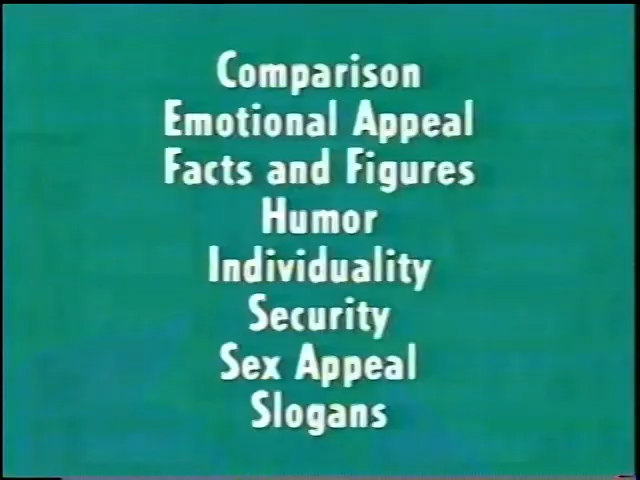 Comparison
Emotional Appeal
Facts and Figures
Humor
Individuality
Security
Sex Appeal
Slogans